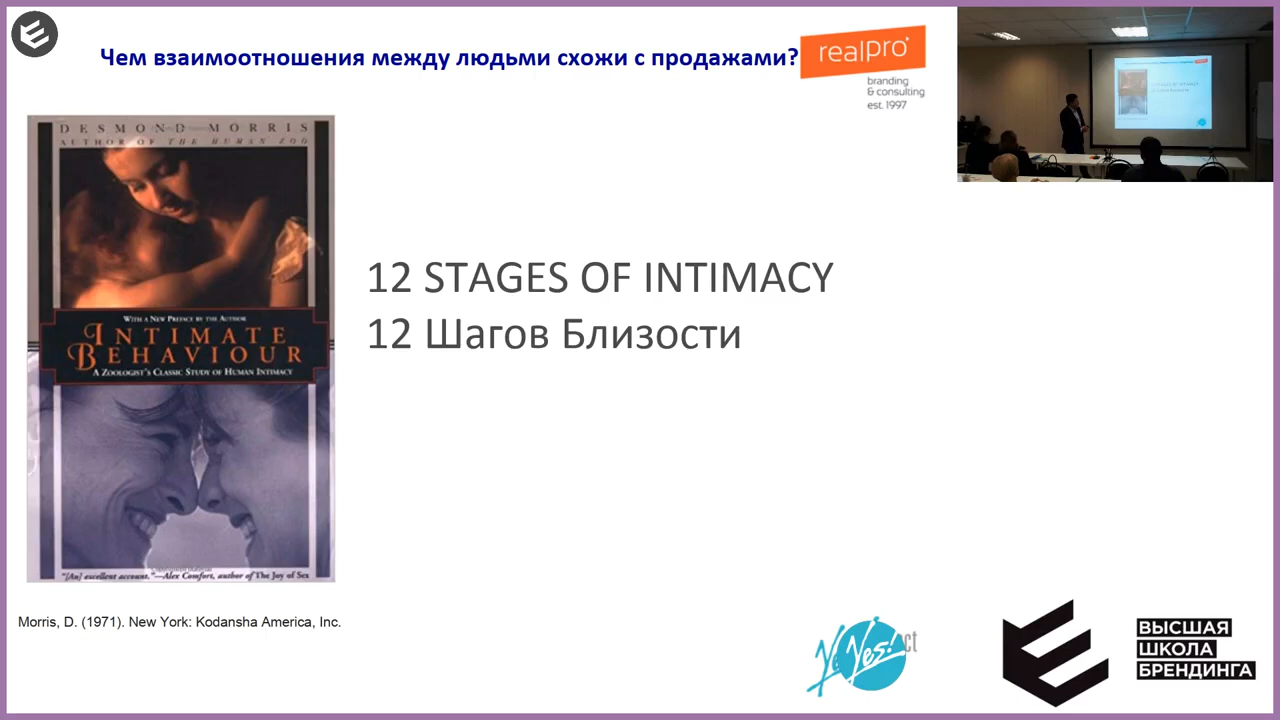 Чем взаимоотношения между людьми схожи с продажами?
realpro
branding
& consulting
est. 1997
DESMOND MORRIS
AUTHOR OF THE HUMAN ZOO
WITH A NEW PREFACE BY THE AUTHOR
INTIMATE
BEHAVIOUR
A ZOOLOGIST'S CLASSIC STUDY OF HUMAN INTIMACY
"[An] excellent account."—Alex Comfort, author of The Joy of Sex
12 STAGES OF INTIMACY
12 Шагов Близости
Morris, D. (1971). New York: Kodansha America, Inc.
Yes!
ВЫСШАЯ
ШКОЛА
БРЕНДИНГА